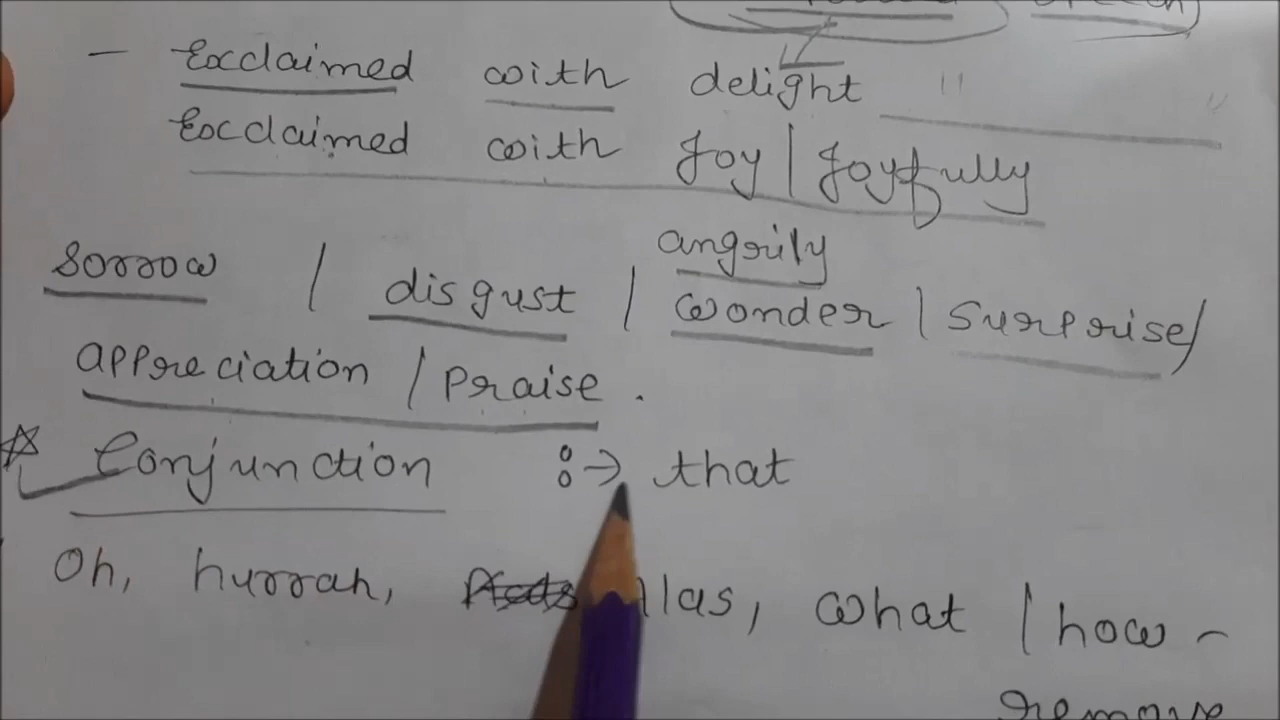 - Exclaimed with delight "
Exclaimed with Joy | Joyfully
angrily
sorrow / disgust / wonder | surprise/
appreciation / praise.
Conjunction :→ that
Oh, hurrah, Alas, what | how -
remove